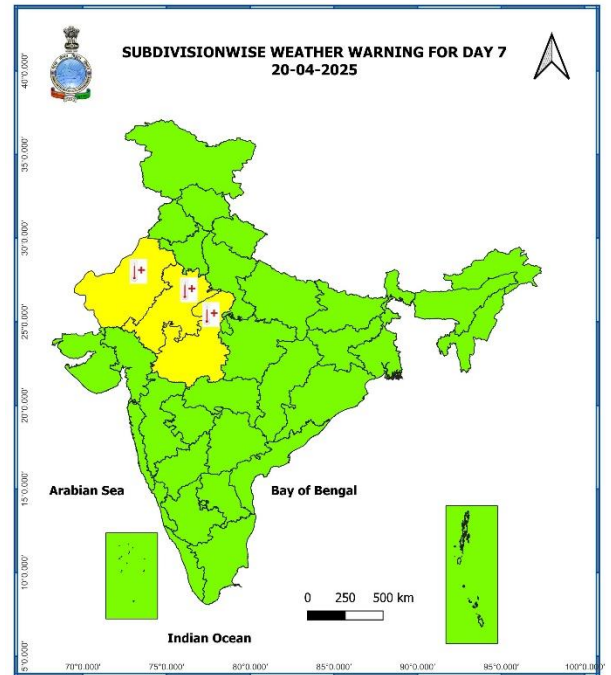 SUBDIVISIONWISE WEATHER WARNING FOR DAY 7
20-04-2025
40°0.000'
35°0.000'
30°0.000'
25°0.000'
20°0.000'
15°0.000'
10°0.000'
5°0.000'
Arabian Sea
Bay of Bengal
0 250 500 km
Indian Ocean
70°0.000' 75°0.000' 80°0.000' 85°0.000' 90°0.000' 95°0.000' 100°0.000'